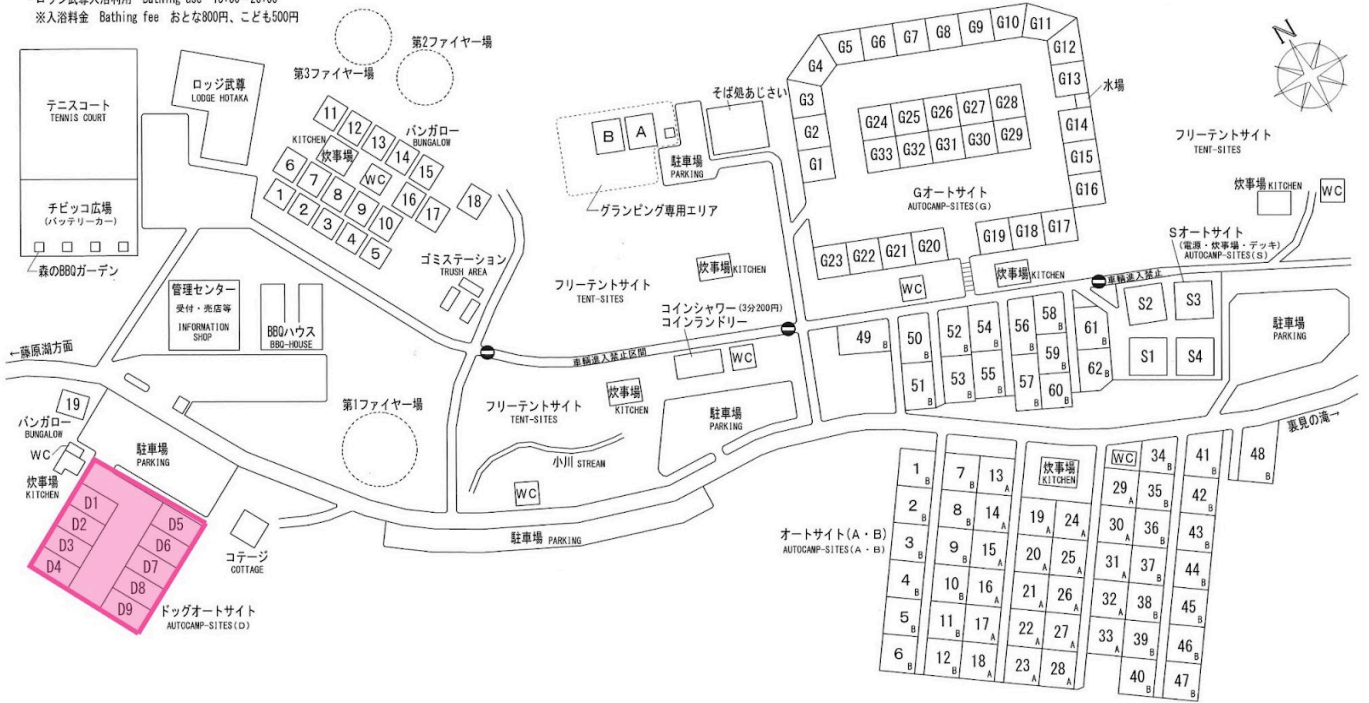 ※入浴料金 Bathing fee おとな800円、こども500円
テニスコート
TENNIS COURT
チビッコ広場
(バッテリーカー)
森のBBQガーデン
ロッジ武尊
LODGE HOTAKA
第3ファイヤー場
第2ファイヤー場
バンガロー
BUNGALOW
KITCHEN
炊事場
WC
11
12
13
14
15
6
7
8
9
10
16
17
18
1
2
3
4
5
ゴミステーション
TRUSH AREA
管理センター
受付・売店等
INFORMATION
SHOP
BBQハウス
BBQ-HOUSE
←藤原湖方面
19
バンガロー
BUNGALOW
WC
炊事場
KITCHEN
駐車場
PARKING
D1
D2
D3
D4
D5
D6
D7
D8
D9
ドッグオートサイト
AUTOCAMP-SITES(D)
コテージ
COTTAGE
第1ファイヤー場
B
A
グランピング専用エリア
そば処あじさい
駐車場
PARKING
フリーテントサイト
TENT-SITES
炊事場 KITCHEN
コインシャワー(3分200円)
コインランドリー
WC
車輌進入禁止区間
フリーテントサイト
TENT-SITES
炊事場
KITCHEN
小川 STREAM
WC
駐車場
PARKING
駐車場 PARKING
G1
G2
G3
G4
G5
G6
G7
G8
G9
G10
G11
G12
G13
水場
G14
G15
G16
G17
G18
G19
G20
G21
G22
G23
G24
G25
G26
G27
G28
G33
G32
G31
G30
G29
Gオートサイト
AUTOCAMP-SITES(G)
WC
炊事場
KITCHEN
N
フリーテントサイト
TENT-SITES
炊事場 KITCHEN
WC
Sオートサイト
(電源・炊事場・デッキ)
AUTOCAMP-SITES(S)
車輌進入禁止
S2
S3
S1
S4
駐車場
PARKING
裏見の滝→
49 B
50 B
51 B
52 B
53 B
54 B
55 B
56 B
57 B
58 B
59 B
60 B
61 B
62 B
オートサイト(A・B)
AUTOCAMP-SITES(A・B)
1 B
2 B
3 B
4 B
5 B
6 B
7 B
8 B
9 B
10 B
11 B
12 B
13 A
14 A
15 A
16 A
17 A
18 A
炊事場
KITCHEN
19 A
20 A
21 A
22 A
23 A
24 A
25 A
26 A
27 A
28 A
WC
29 A
30 A
31 A
32 A
33 A
34 B
35 B
36 B
37 B
38 B
39 B
40 B
41 B
42 B
43 B
44 B
45 B
46 B
47 B
48 B